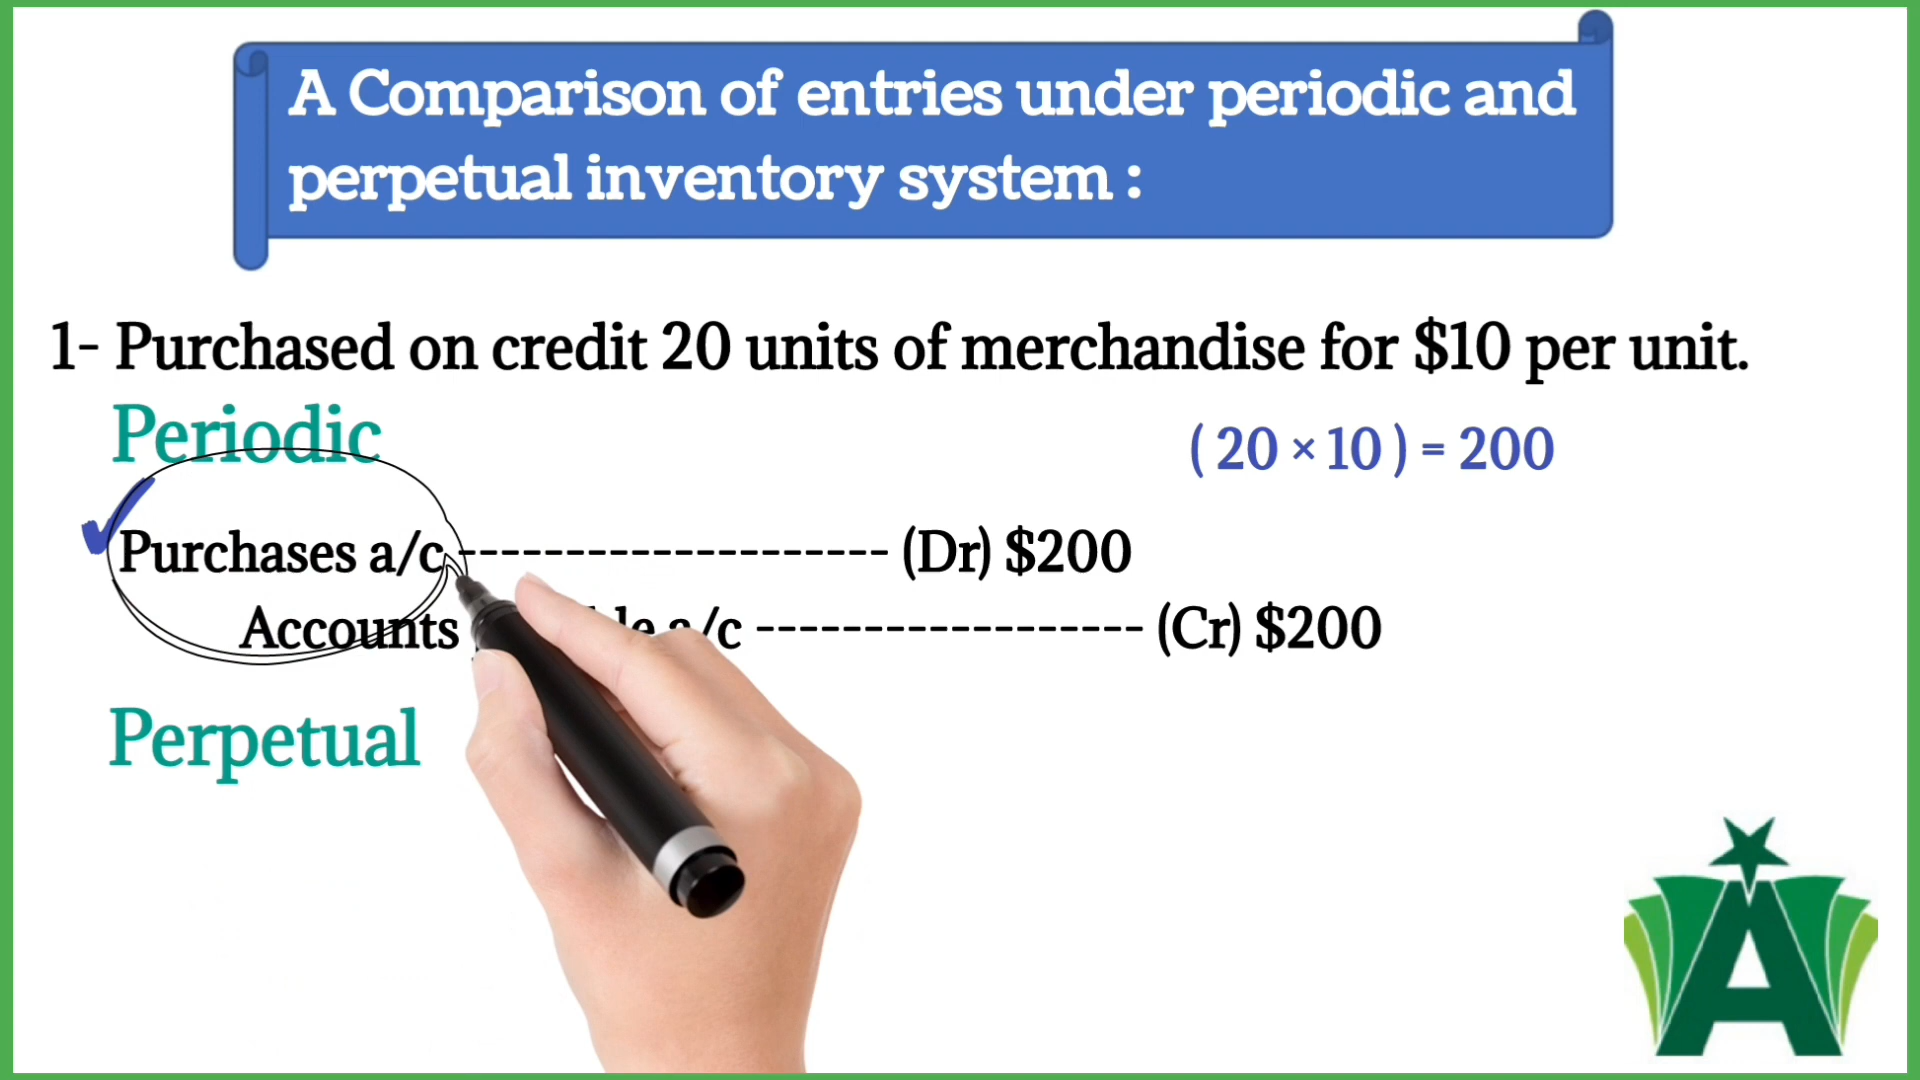 A Comparison of entries under periodic and
perpetual inventory system :
1- Purchased on credit 20 units of merchandise for $10 per unit.
Periodic
( 20 × 10 ) = 200
Purchases a/c -------------------- (Dr) $200
Accounts a/c ------------------ (Cr) $200
Perpetual
A